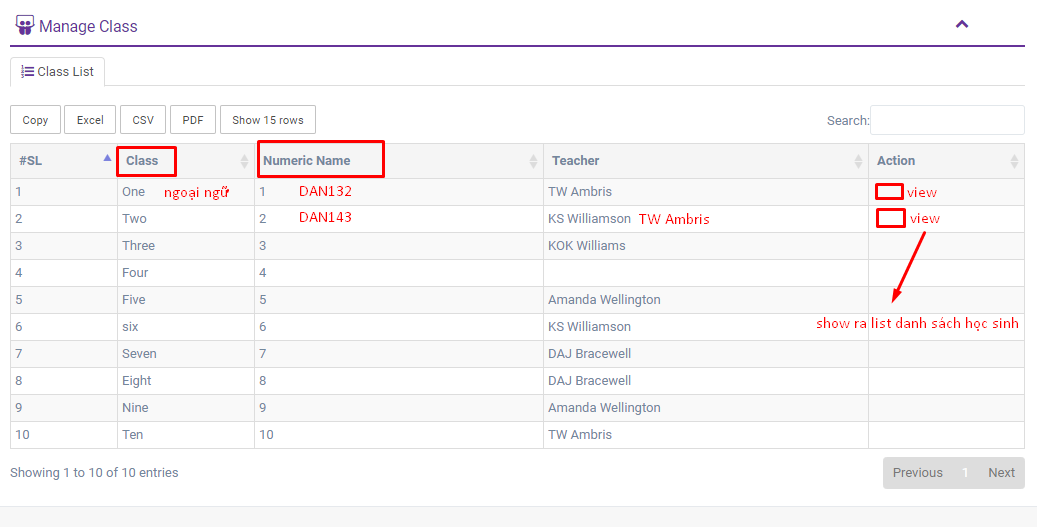 Manage Class
Class List
Copy Excel CSV PDF Show 15 rows Search:
#SL Class Numeric Name Teacher Action
1 One ngoại ngữ 1 DAN132 TW Ambris view
2 Two 2 DAN143 KS Williamson TW Ambris view
3 Three 3 KOK Williams
4 Four 4
5 Five 5 Amanda Wellington
6 six 6 KS Williamson show ra list danh sách học sinh
7 Seven 7 DAJ Bracewell
8 Eight 8 DAJ Bracewell
9 Nine 9 Amanda Wellington
10 Ten 10 TW Ambris
Showing 1 to 10 of 10 entries Previous 1 Next